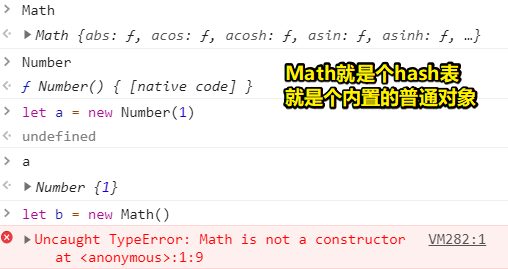 Math
Math {abs: ƒ, acos: ƒ, acosh: ƒ, asin: ƒ, asinh: ƒ, …}
Number
ƒ Number() { [native code] }
Math就是个hash表
就是个内置的普通对象
let a = new Number(1)
undefined
a
Number {1}
let b = new Math()
Uncaught TypeError: Math is not a constructor VM282:1
at <anonymous>:1:9